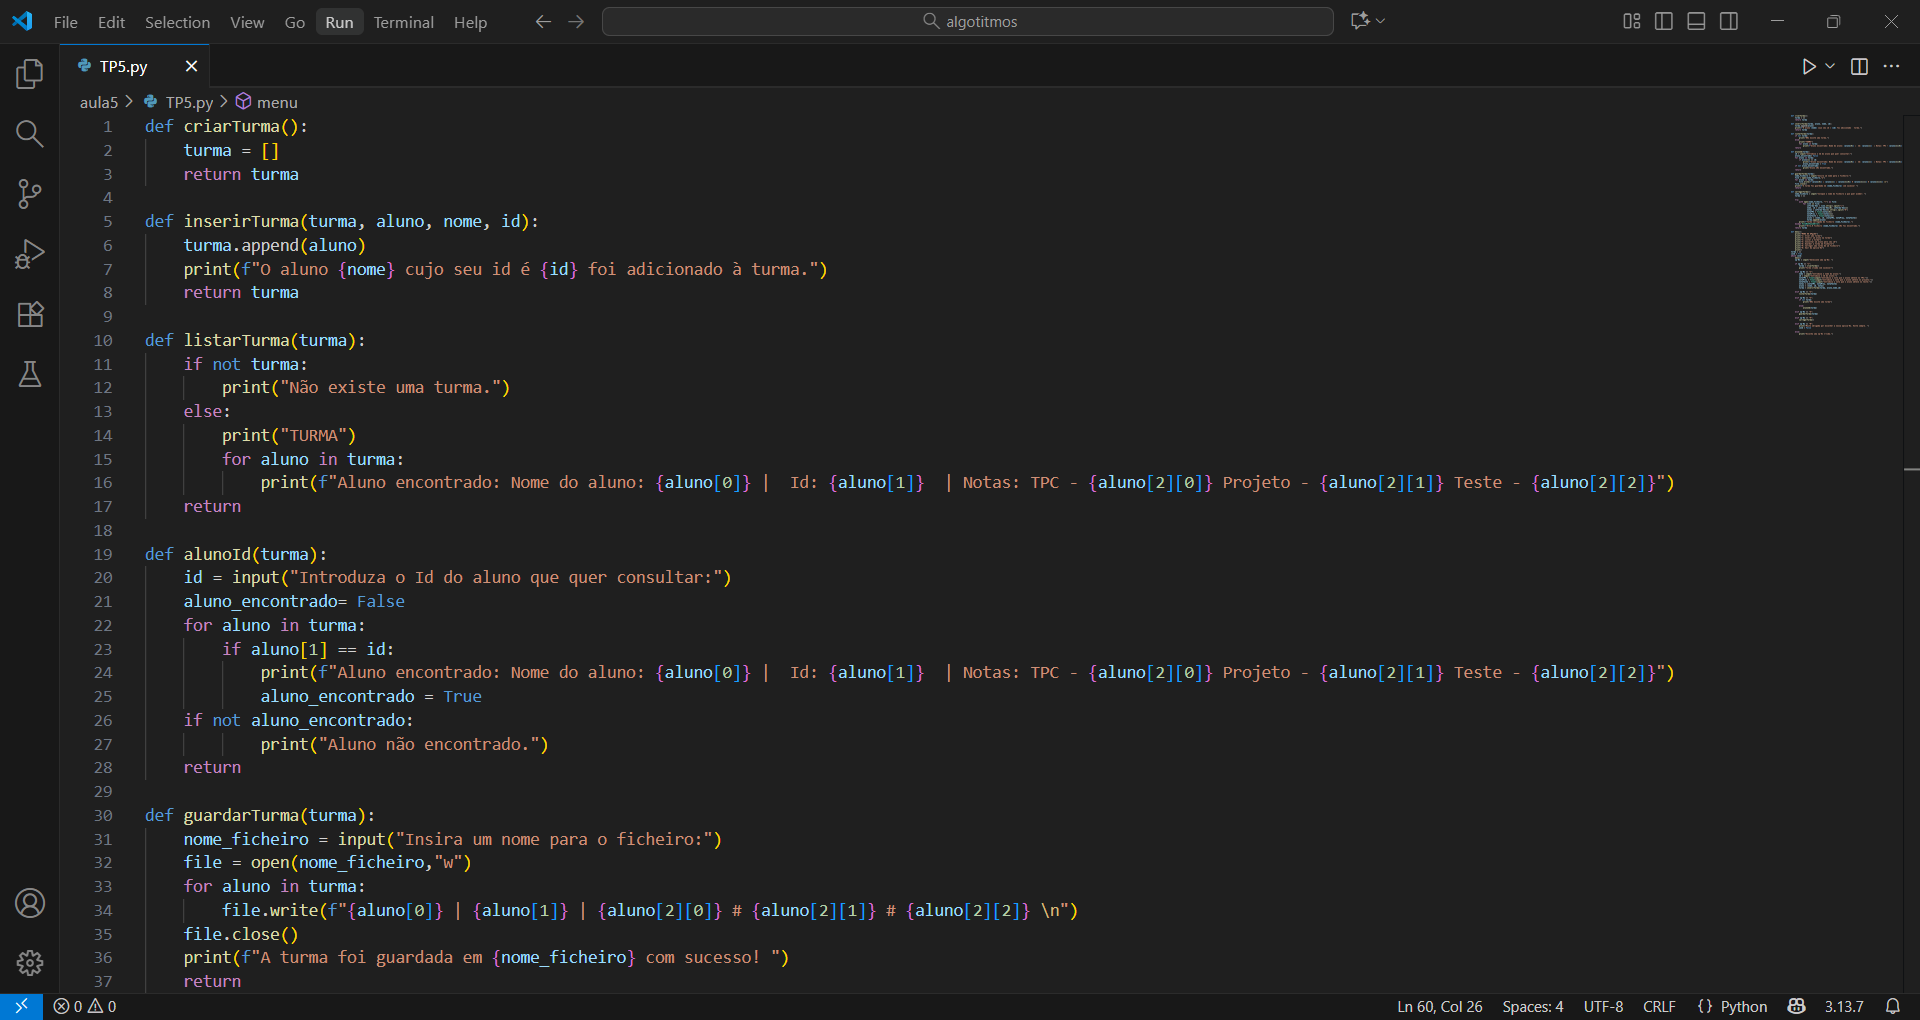 File Edit Selection View Go Run Terminal Help algotitmos
TP5.py
aula5 > TP5.py > menu
1 def criarTurma():
2     turma = []
3     return turma
4
5 def inserirTurma(turma, aluno, nome, id):
6     turma.append(aluno)
7     print(f"O aluno {nome} cujo seu id é {id} foi adicionado à turma.")
8     return turma
9
10 def listarTurma(turma):
11     if not turma:
12         print("Não existe uma turma.")
13     else:
14         print("TURMA")
15         for aluno in turma:
16             print(f"Aluno encontrado: Nome do aluno: {aluno[0]} |  Id: {aluno[1]}  | Notas: TPC - {aluno[2][0]} Projeto - {aluno[2][1]} Teste - {aluno[2][2]}")
17     return
18
19 def alunoId(turma):
20     id = input("Introduza o Id do aluno que quer consultar:")
21     aluno_encontrado= False
22     for aluno in turma:
23         if aluno[1] == id:
24             print(f"Aluno encontrado: Nome do aluno: {aluno[0]} |  Id: {aluno[1]}  | Notas: TPC - {aluno[2][0]} Projeto - {aluno[2][1]} Teste - {aluno[2][2]}")
25             aluno_encontrado = True
26     if not aluno_encontrado:
27             print("Aluno não encontrado.")
28     return
29
30 def guardarTurma(turma):
31     nome_ficheiro = input("Insira um nome para o ficheiro:")
32     file = open(nome_ficheiro,"w")
33     for aluno in turma:
34         file.write(f"{aluno[0]} | {aluno[1]} | {aluno[2][0]} # {aluno[2][1]} # {aluno[2][2]} \n")
35     file.close()
36     print(f"A turma foi guardada em {nome_ficheiro} com sucesso! ")
37     return
0 0 Ln 60, Col 26 Spaces: 4 UTF-8 CRLF {} Python 3.13.7